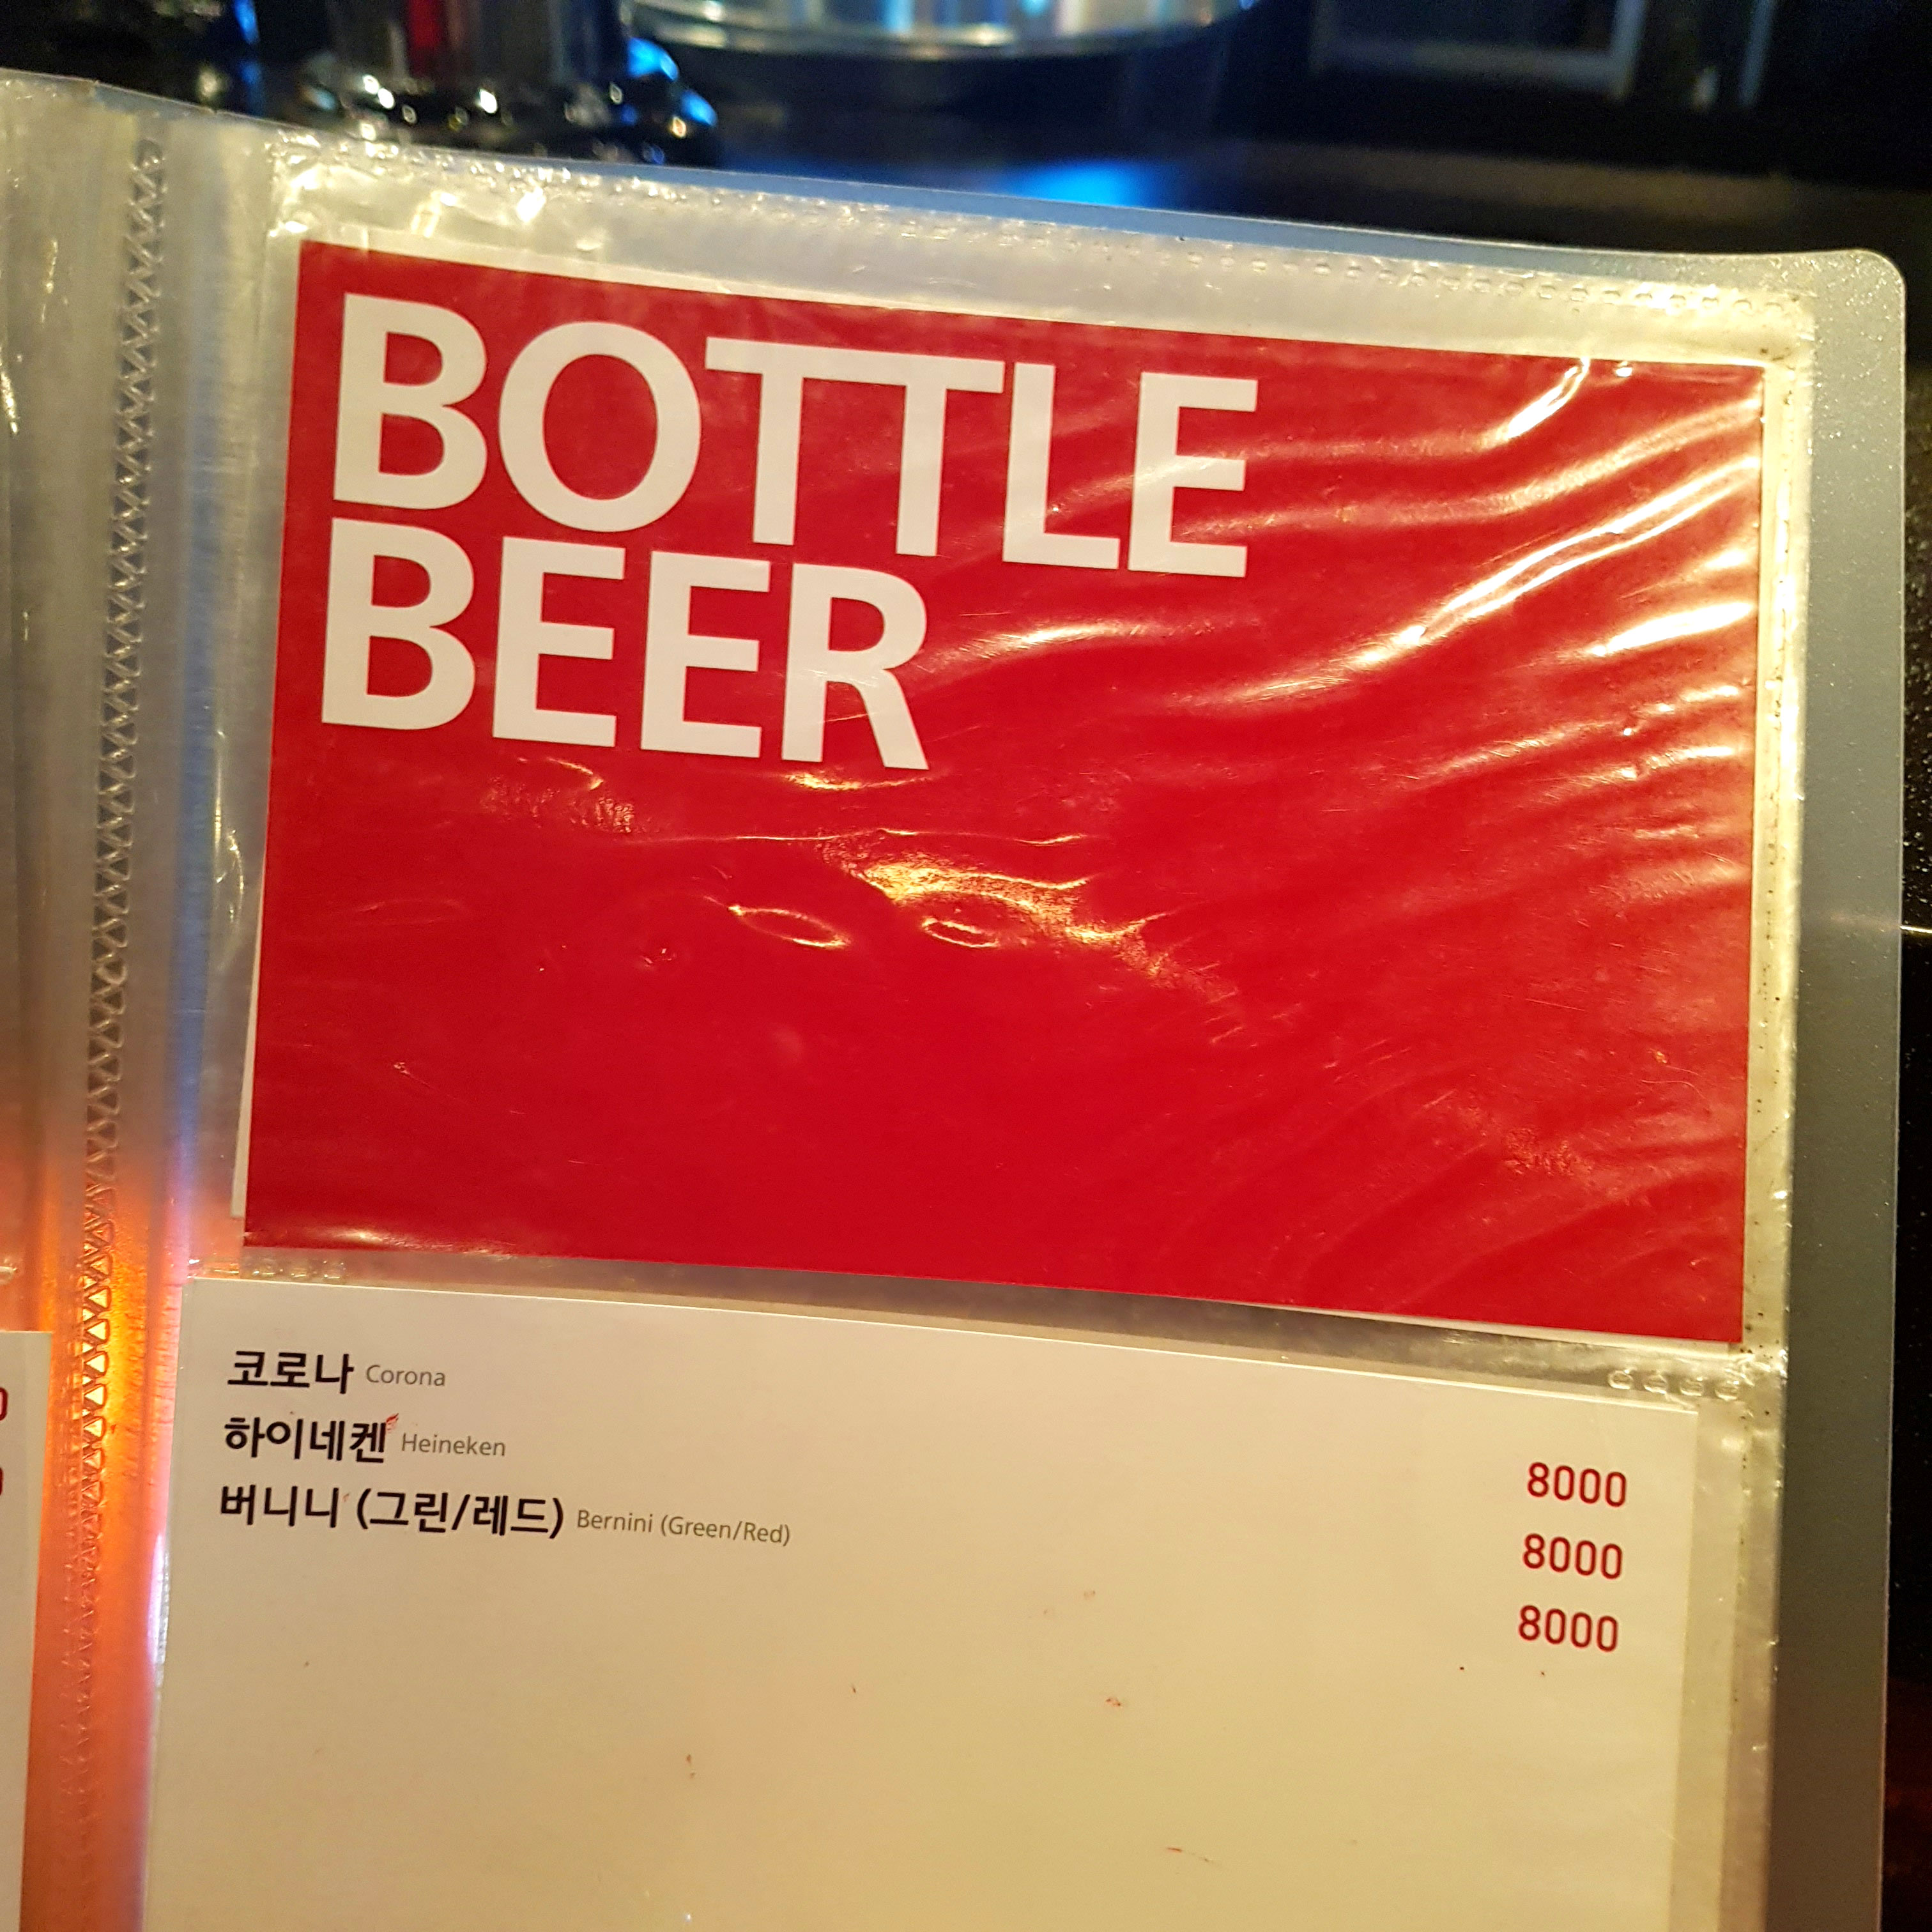 BOTTLE
BEER
코로나 Corona 8000
하이네켄 Heineken 8000
버니니 (그린/레드) Bernini (Green/Red) 8000